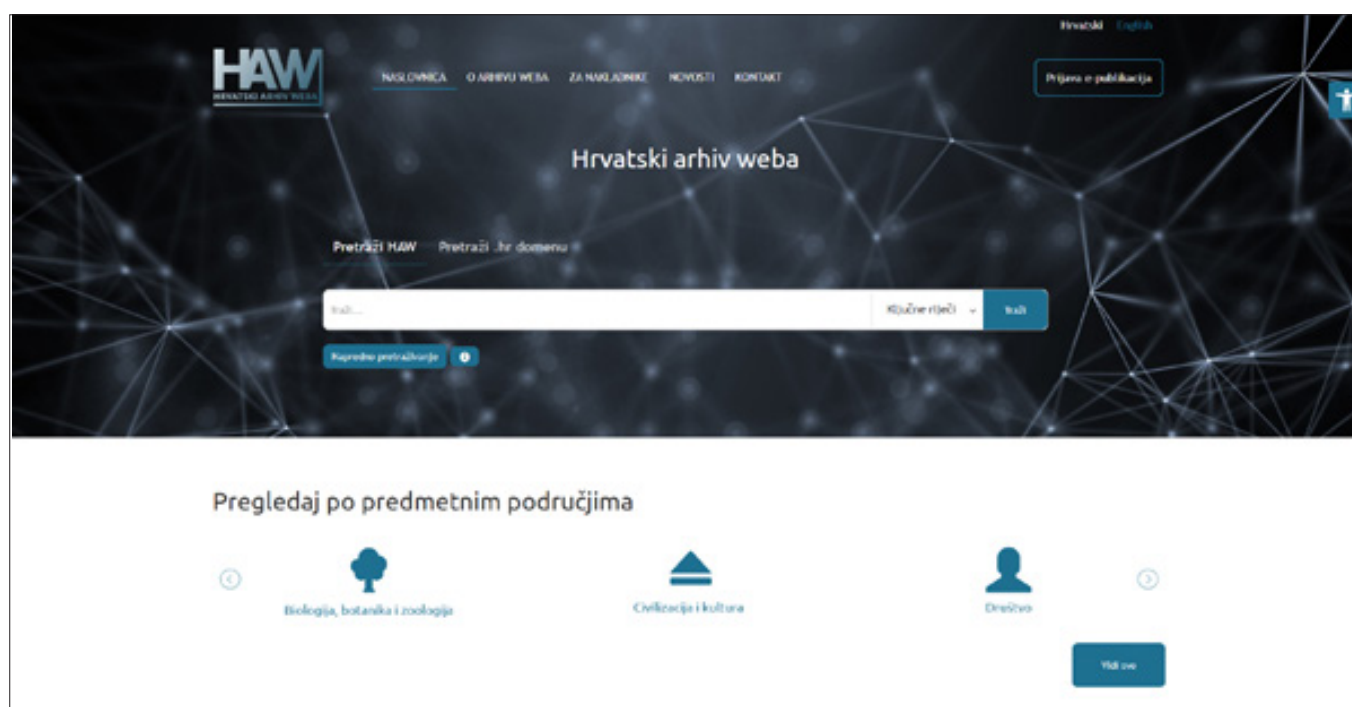 Hrvatski English
HAW
HRVATSKI ARHIV WEBA
NASLOVNICA O ARHIVU WEBA ZA NAKLADNIKE NOVOSTI KONTAKT
Prijava e-publikacija
Hrvatski arhiv weba
Pretraži HAW Pretraži .hr domenu
traži...
Ključne riječi
traži
Napredno pretraživanje
Pregledaj po predmetnim područjima
Biologija, botanika i zoologija
Civilizacija i kultura
Društvo
Vidi sve